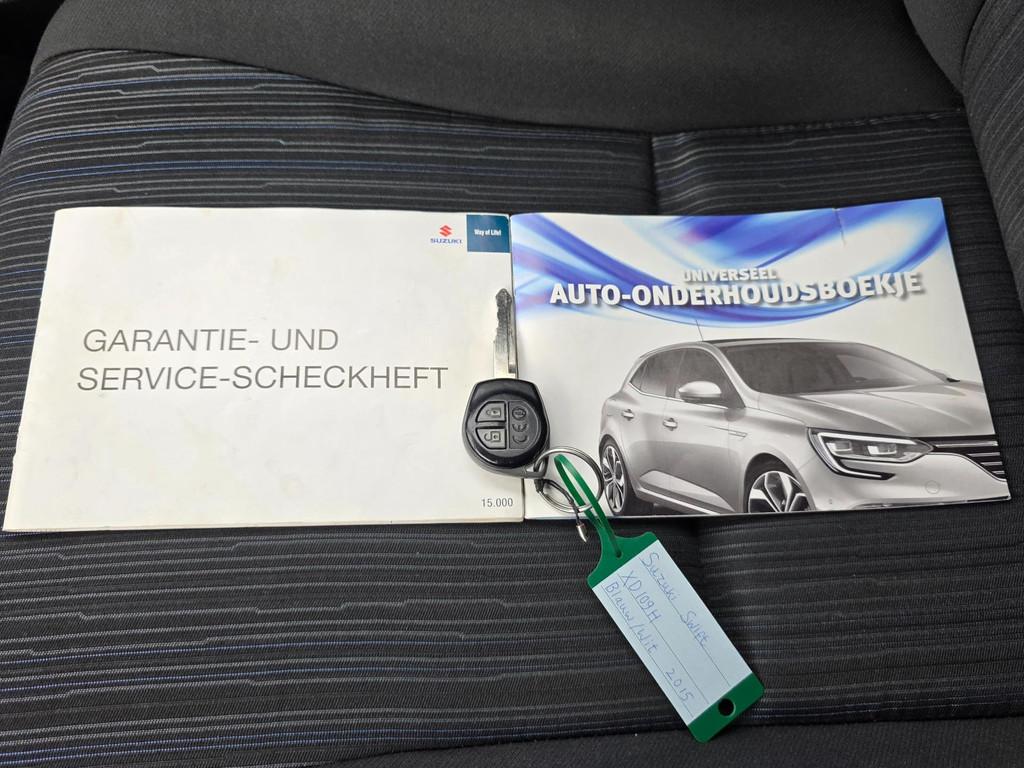 SUZUKI
Way of Life!
GARANTIE- UND
SERVICE-SCHECKHEFT
15.000
UNIVERSEEL
AUTO-ONDERHOUDSBOEKJE
CE
Suzuki Swift
XD109H
Blauw/Wit 2015